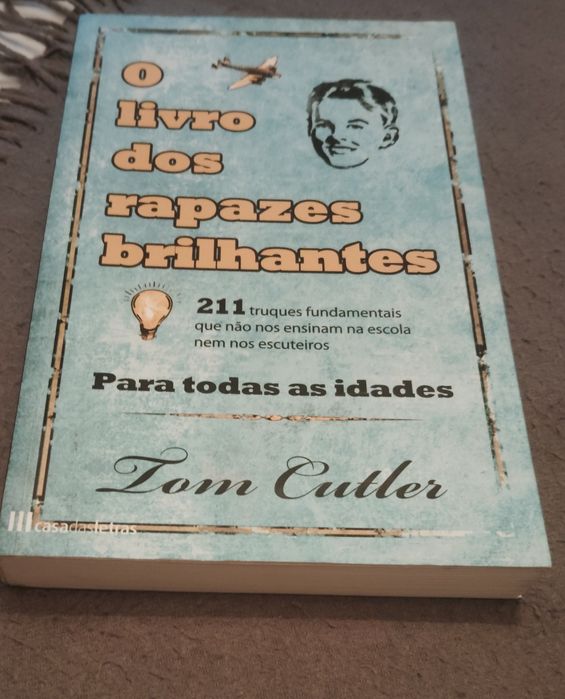 O
livro
dos
rapazes
brilhantes
211 truques fundamentais
que não nos ensinam na escola
nem nos escuteiros
Para todas as idades
Tom Cutler
casadasletras